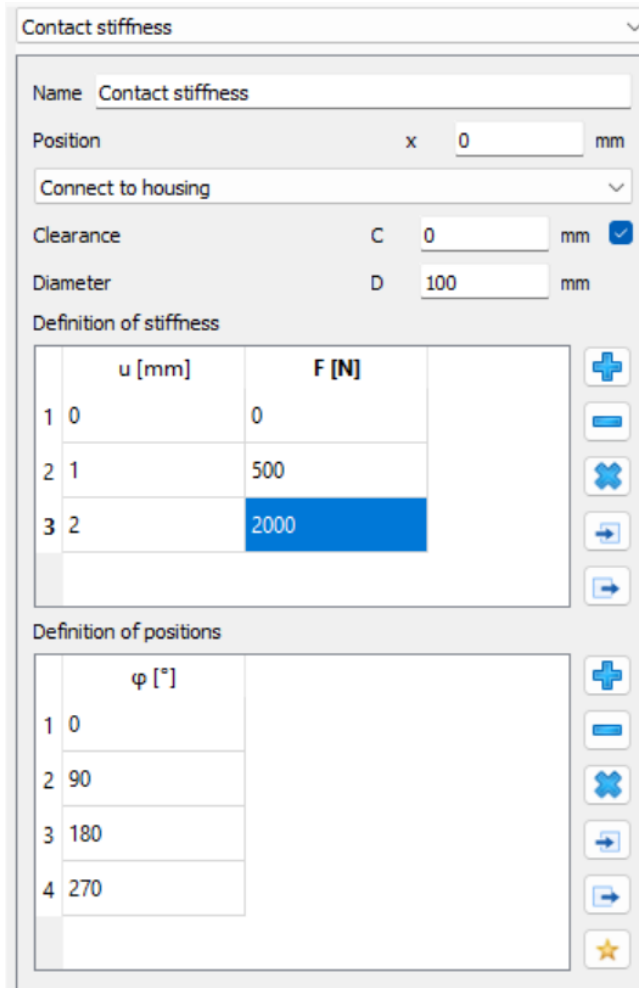 Contact stiffness
Name Contact stiffness
Position x 0 mm
Connect to housing
Clearance C 0 mm
Diameter D 100 mm
Definition of stiffness
u [mm] F [N]
1 0 0
2 1 500
3 2 2000
Definition of positions
φ [°]
1 0
2 90
3 180
4 270